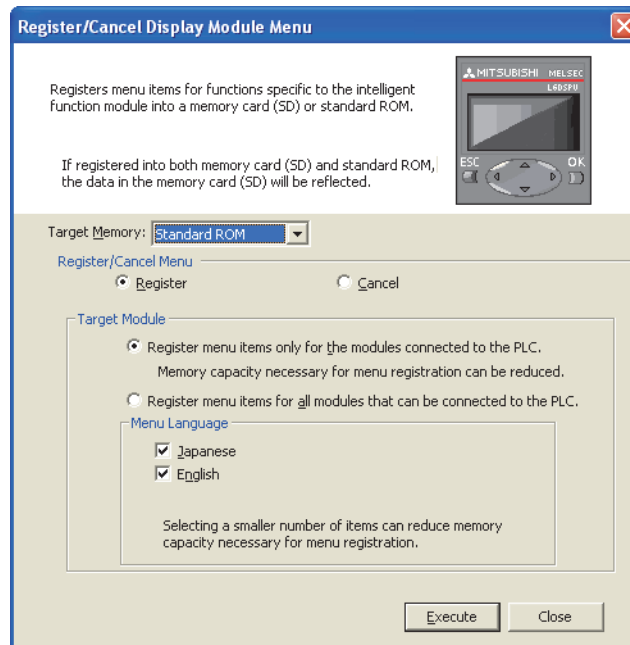 Register/Cancel Display Module Menu
Registers menu items for functions specific to the intelligent
function module into a memory card (SD) or standard ROM.
MITSUBISHI MELSEC
L6DSPU
If registered into both memory card (SD) and standard ROM,
the data in the memory card (SD) will be reflected.
ESC OK
Target Memory: Standard ROM
Register/Cancel Menu
Register Cancel
Target Module
Register menu items only for the modules connected to the PLC.
Memory capacity necessary for menu registration can be reduced.
Register menu items for all modules that can be connected to the PLC.
Menu Language
Japanese
English
Selecting a smaller number of items can reduce memory
capacity necessary for menu registration.
Execute Close